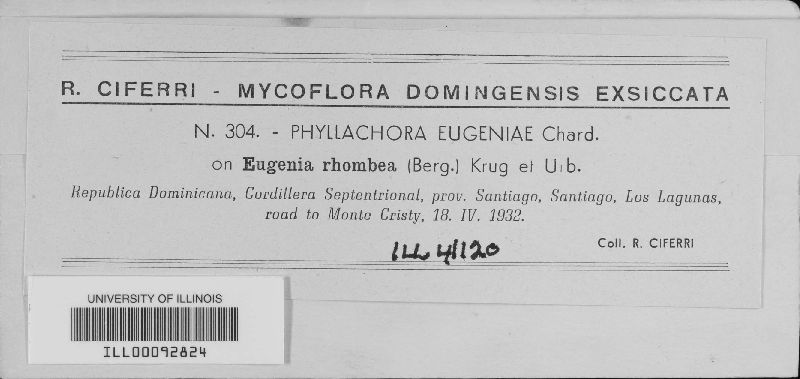 R. CIFERRI - MYCOFLORA DOMINGENSIS EXSICCATA
N. 304. - PHYLLACHORA EUGENIAE Chard.
on Eugenia rhombea (Berg.) Krug et Urb.
Republica Dominicana, Cordillera Septentrional, prov. Santiago, Santiago, Los Lagunas,
road to Monte Cristy, 18. IV. 1932.
ILL 41120
Coll. R. CIFERRI
UNIVERSITY OF ILLINOIS
ILL00092824